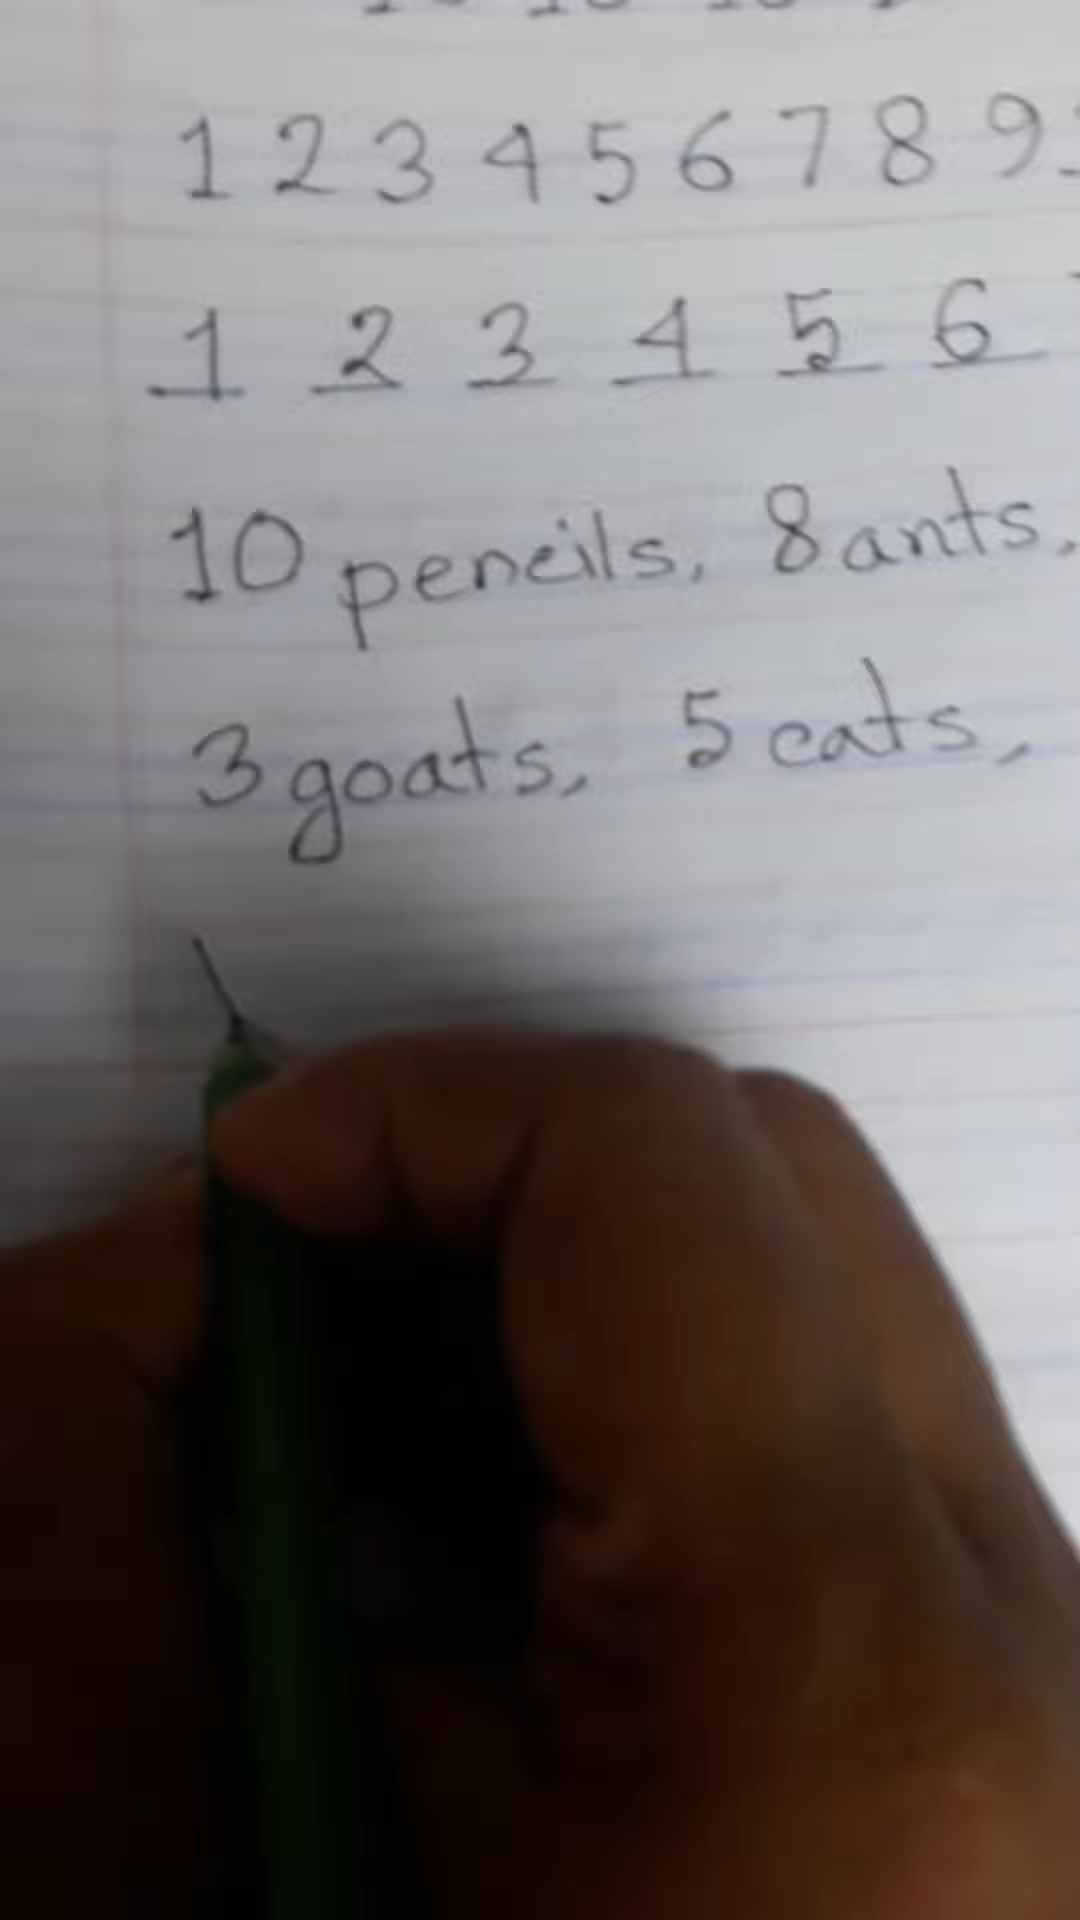 1 2 3 4 5 6 7 8 9
1 2 3 4 5 6
10 pencils, 8 ants,
3 goats, 5 cats,